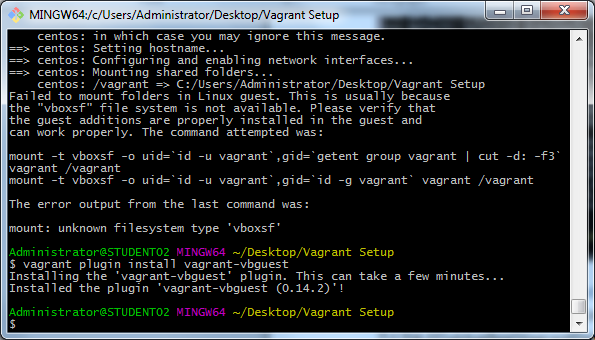 MINGW64:/c/Users/Administrator/Desktop/Vagrant Setup
centos: in which case you may ignore this message.
==> centos: Setting hostname...
==> centos: Configuring and enabling network interfaces...
==> centos: Mounting shared folders...
centos: /vagrant => C:/Users/Administrator/Desktop/Vagrant Setup
Failed to mount folders in Linux guest. This is usually because
the "vboxsf" file system is not available. Please verify that
the guest additions are properly installed in the guest and
can work properly. The command attempted was:
mount -t vboxsf -o uid=`id -u vagrant`,gid=`getent group vagrant | cut -d: -f3`
vagrant /vagrant
mount -t vboxsf -o uid=`id -u vagrant`,gid=`id -g vagrant` vagrant /vagrant
The error output from the last command was:
mount: unknown filesystem type 'vboxsf'
Administrator@STUDENT02 MINGW64 ~/Desktop/Vagrant Setup
$ vagrant plugin install vagrant-vbguest
Installing the 'vagrant-vbguest' plugin. This can take a few minutes...
Installed the plugin 'vagrant-vbguest (0.14.2)'!
Administrator@STUDENT02 MINGW64 ~/Desktop/Vagrant Setup
$